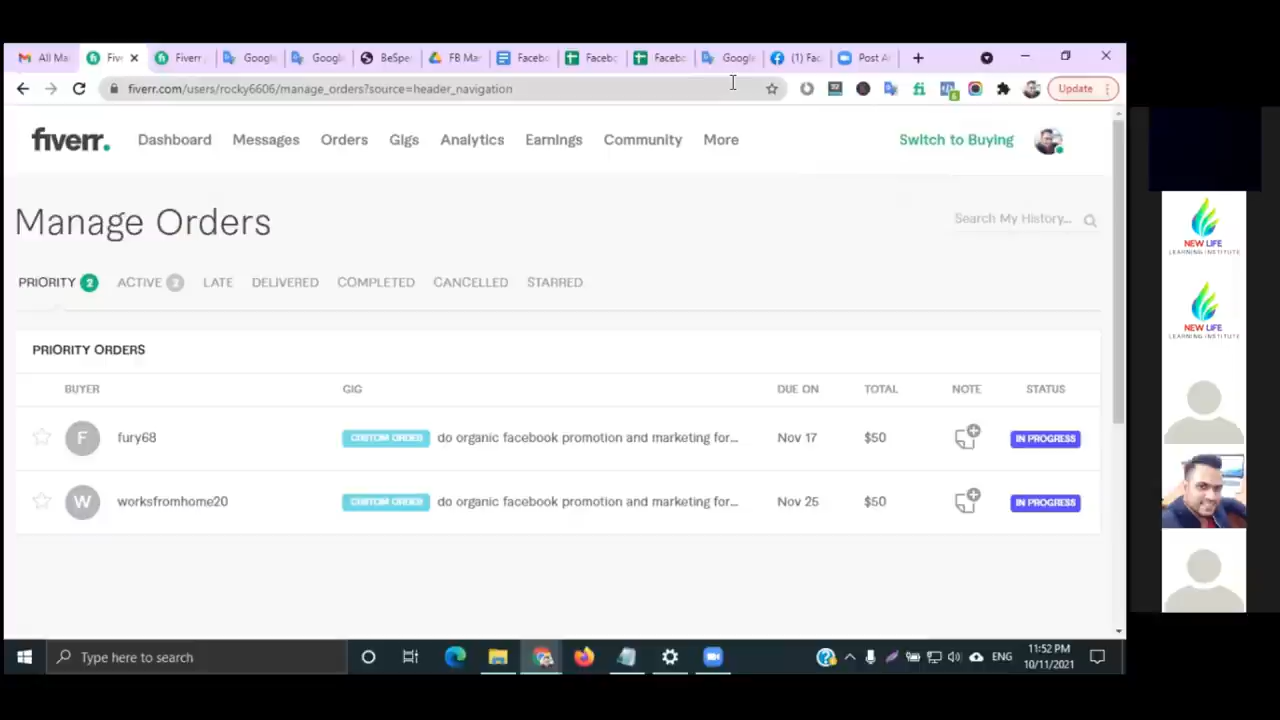 All Ma
Five
Fiverr
Google
Google
BeSpe
FB Mar
Facebo
Facebo
Facebo
Google
(1) Fac
Post A
fiverr.com/users/rocky6606/manage_orders?source=header_navigation
Update
fiverr.
Dashboard Messages Orders Gigs Analytics Earnings Community More
Switch to Buying
Manage Orders
Search My History...
PRIORITY 2 ACTIVE 2 LATE DELIVERED COMPLETED CANCELLED STARRED
PRIORITY ORDERS
BUYER GIG DUE ON TOTAL NOTE STATUS
F fury68 CUSTOM ORDER do organic facebook promotion and marketing for... Nov 17 $50 IN PROGRESS
W worksfromhome20 CUSTOM ORDER do organic facebook promotion and marketing for... Nov 25 $50 IN PROGRESS
NEW LIFE
LEARNING INSTITUTE
NEW LIFE
LEARNING INSTITUTE
Type here to search
ENG
11:52 PM
10/11/2021